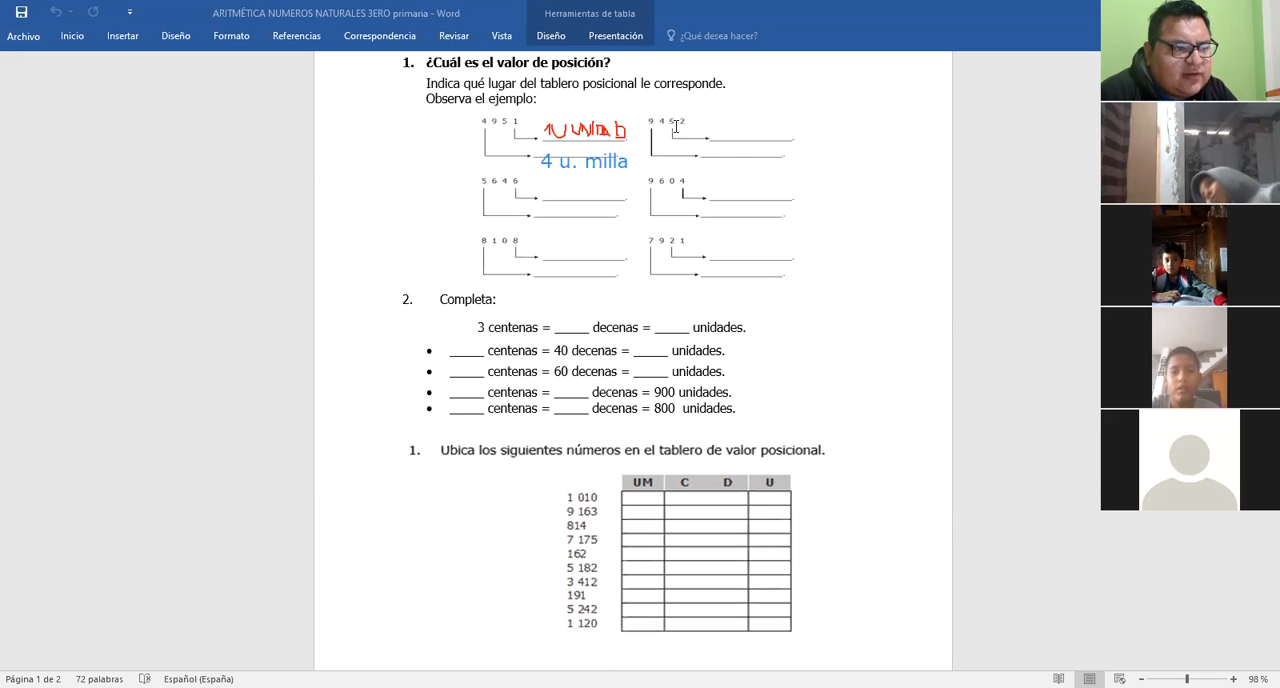 ARITMÉTICA NUMEROS NATURALES 3ERO primaria - Word
Herramientas de tabla
Archivo Inicio Insertar Diseño Formato Referencias Correspondencia Revisar Vista Diseño Presentación ¿Qué desea hacer?
1. ¿Cuál es el valor de posición?
Indica qué lugar del tablero posicional le corresponde.
Observa el ejemplo:
4 9 5 1
1U UNIDAD
4 u. milla
9 4 5 2
5 6 4 6
9 6 0 4
8 1 0 8
7 9 2 1
2. Completa:
3 centenas = _____ decenas = _____ unidades.
• _____ centenas = 40 decenas = _____ unidades.
• _____ centenas = 60 decenas = _____ unidades.
• _____ centenas = _____ decenas = 900 unidades.
• _____ centenas = _____ decenas = 800 unidades.
1. Ubica los siguientes números en el tablero de valor posicional.
UM C D U
1 010
9 163
814
7 175
162
5 182
3 412
191
5 242
1 120
Página 1 de 2 72 palabras Español (España) 98 %